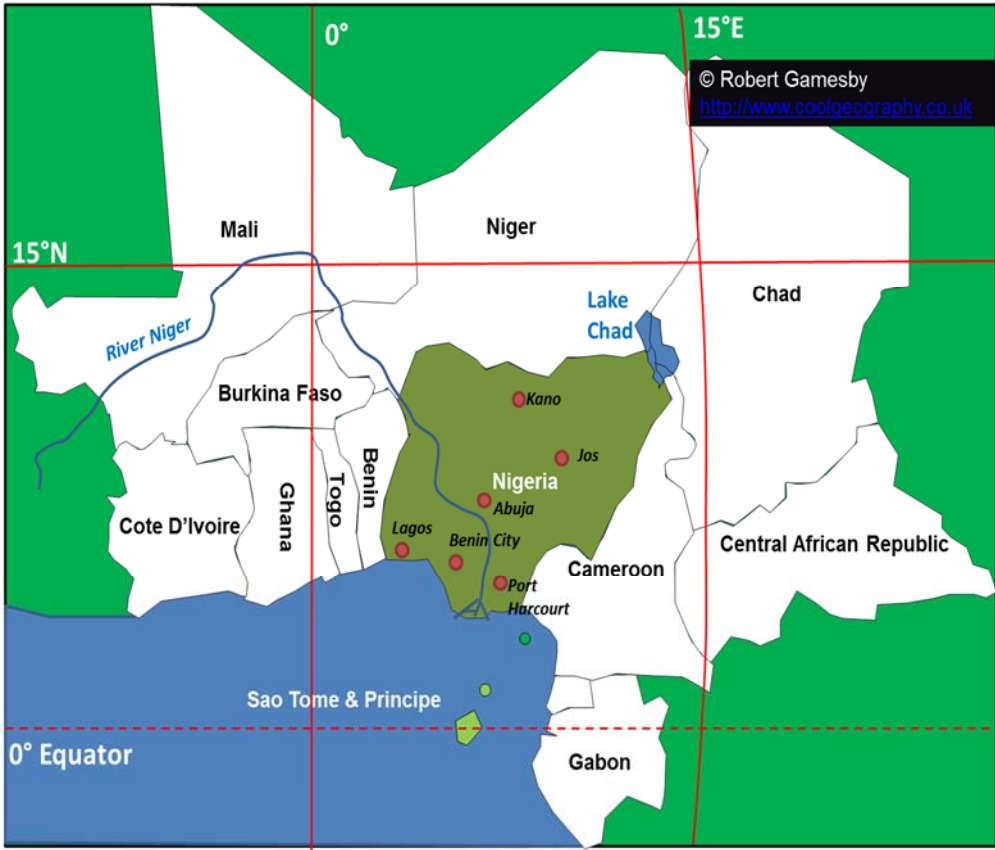 0°
15°E
© Robert Gamesby
http://www.coolgeography.co.uk
Mali
Niger
15°N
Chad
Lake
Chad
River Niger
Burkina Faso
Kano
Jos
Benin
Nigeria
Togo
Ghana
Abuja
Cote D'Ivoire
Lagos
Benin City
Central African Republic
Cameroon
Port
Harcourt
Sao Tome & Principe
0° Equator
Gabon